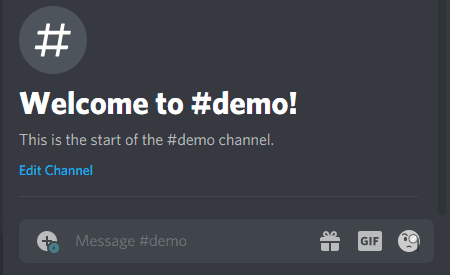 #
Welcome to #demo!
This is the start of the #demo channel.
Edit Channel
Message #demo
GIF